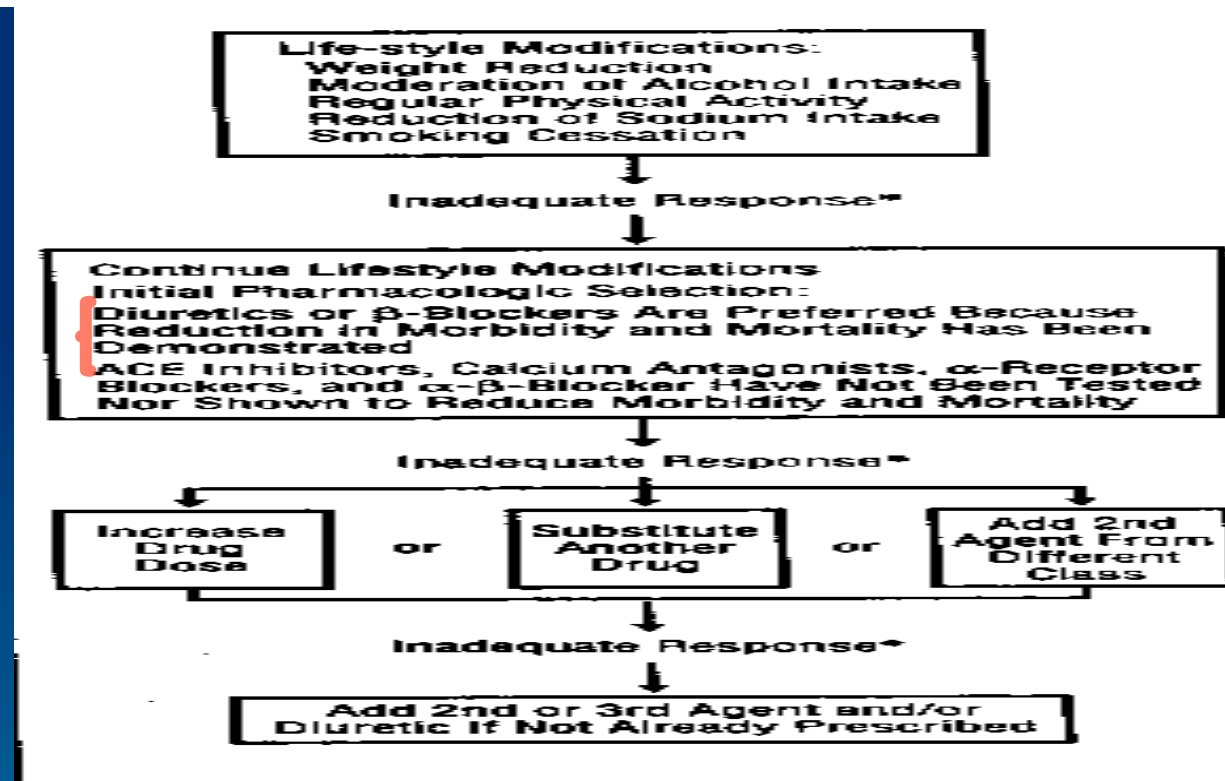 Life-style Modifications:
Weight Reduction
Moderation of Alcohol Intake
Regular Physical Activity
Reduction of Sodium Intake
Smoking Cessation
Inadequate Response*
Continue Lifestyle Modifications
Initial Pharmacologic Selection:
Diuretics or β-Blockers Are Preferred Because
Reduction in Morbidity and Mortality Has Been
Demonstrated
ACE Inhibitors, Calcium Antagonists, α-Receptor
Blockers, and α-β-Blocker Have Not Been Tested
Nor Shown to Reduce Morbidity and Mortality
Inadequate Response*
Increase
Drug
Dose
or
Substitute
Another
Drug
or
Add 2nd
Agent From
Different
Class
Inadequate Response*
Add 2nd or 3rd Agent and/or
Diuretic If Not Already Prescribed